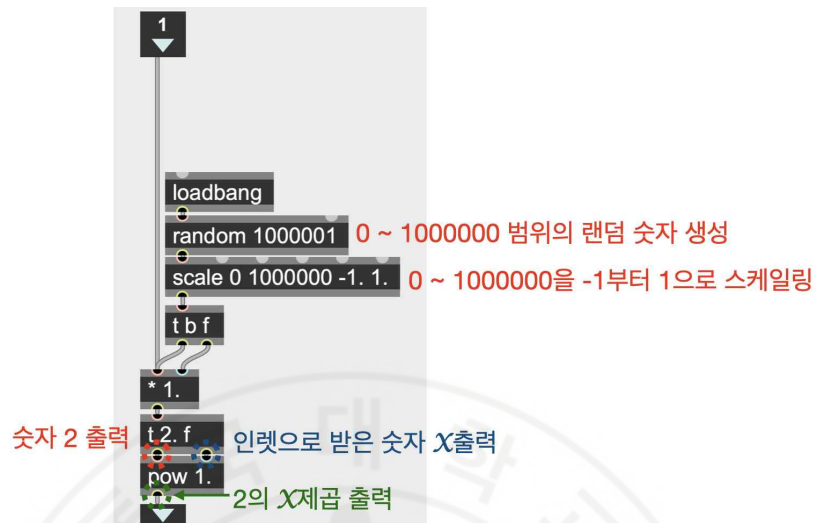 1
loadbang
random 1000001 0 ~ 1000000 범위의 랜덤 숫자 생성
scale 0 1000000 -1. 1. 0 ~ 1000000을 -1부터 1으로 스케일링
t b f
* 1.
숫자 2 출력 t 2. f 인렛으로 받은 숫자 X출력
pow 1.
2의 X제곱 출력
대 학